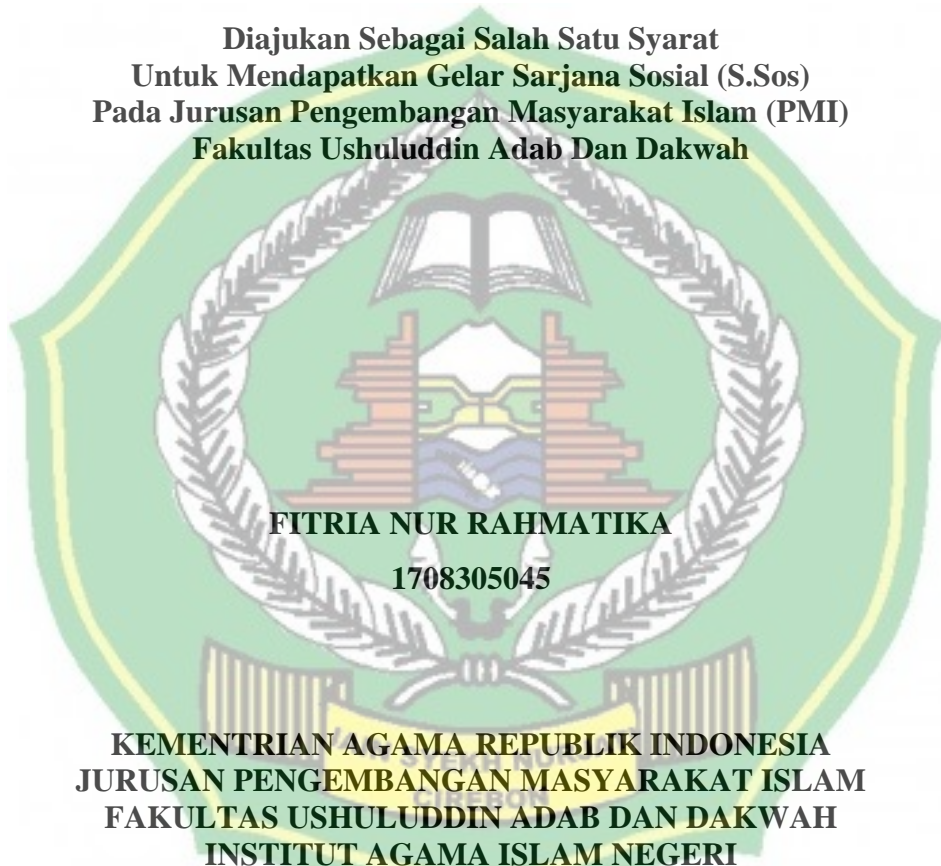 Diajukan Sebagai Salah Satu Syarat
Untuk Mendapatkan Gelar Sarjana Sosial (S.Sos)
Pada Jurusan Pengembangan Masyarakat Islam (PMI)
Fakultas Ushuluddin Adab Dan Dakwah
FITRIA NUR RAHMATIKA
1708305045
KEMENTRIAN AGAMA REPUBLIK INDONESIA
JURUSAN PENGEMBANGAN MASYARAKAT ISLAM
SYEKH
CIREBON
FAKULTAS USHULUDDIN ADAB DAN DAKWAH
INSTITUT AGAMA ISLAM NEGERI